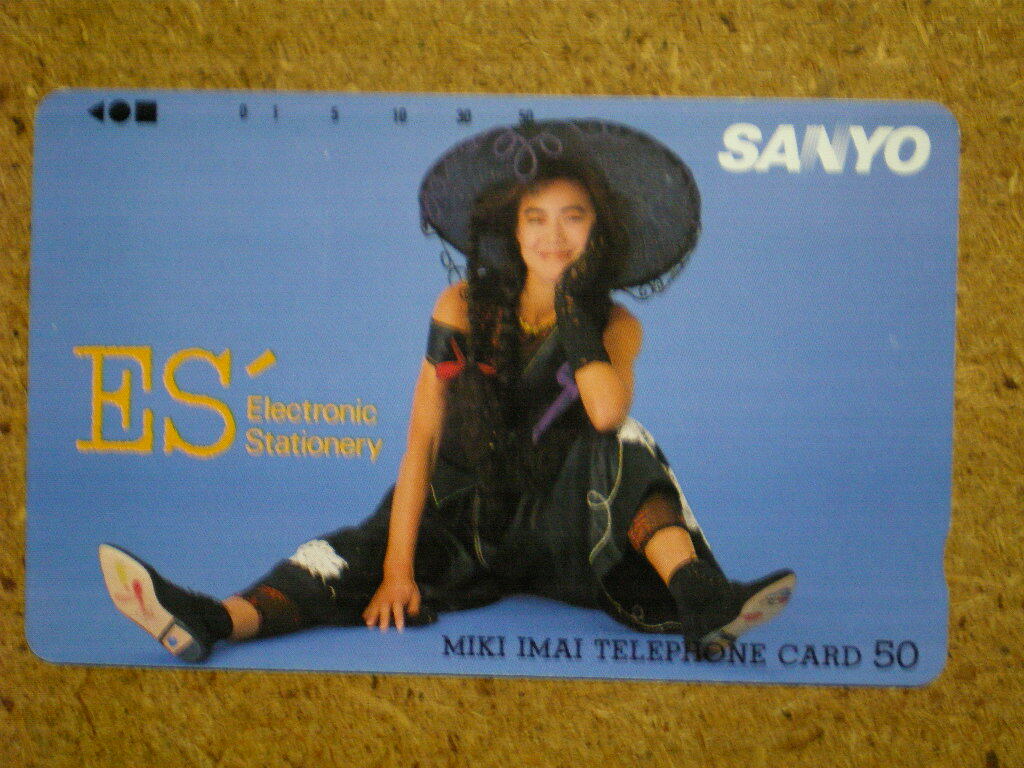 0 1 5 10 30 50
SANYO
ES´
Electronic
Stationery
MIKI IMAI TELEPHONE CARD 50